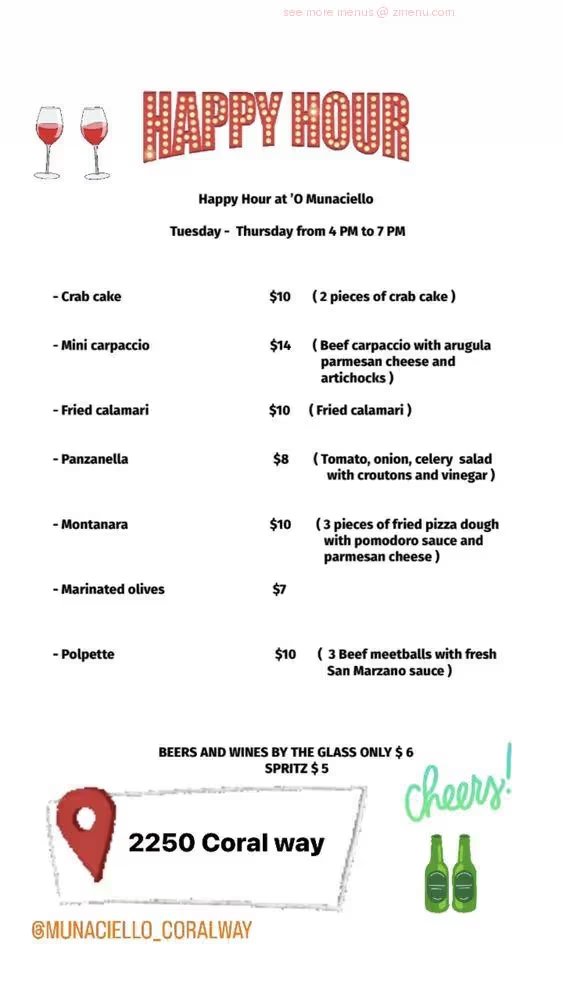 see more menus @ zmenu.com
HAPPY HOUR
Happy Hour at 'O Munaciello
Tuesday - Thursday from 4 PM to 7 PM
- Crab cake $10 ( 2 pieces of crab cake )
- Mini carpaccio $14 ( Beef carpaccio with arugula
parmesan cheese and
artichocks )
- Fried calamari $10 ( Fried calamari )
- Panzanella $8 ( Tomato, onion, celery salad
with croutons and vinegar )
- Montanara $10 ( 3 pieces of fried pizza dough
with pomodoro sauce and
parmesan cheese )
- Marinated olives $7
- Polpette $10 ( 3 Beef meetballs with fresh
San Marzano sauce )
BEERS AND WINES BY THE GLASS ONLY $ 6
SPRITZ $ 5
cheers!
2250 Coral way
@MUNACIELLO_CORALWAY